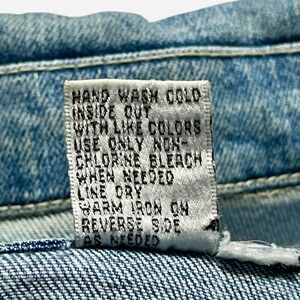 HAND WASH COLD
INSIDE OUT
WITH LIKE COLORS
USE ONLY NON-
CHLORINE BLEACH
WHEN NEEDED
LINE DRY
WARM IRON ON
REVERSE SIDE
AS NEEDED